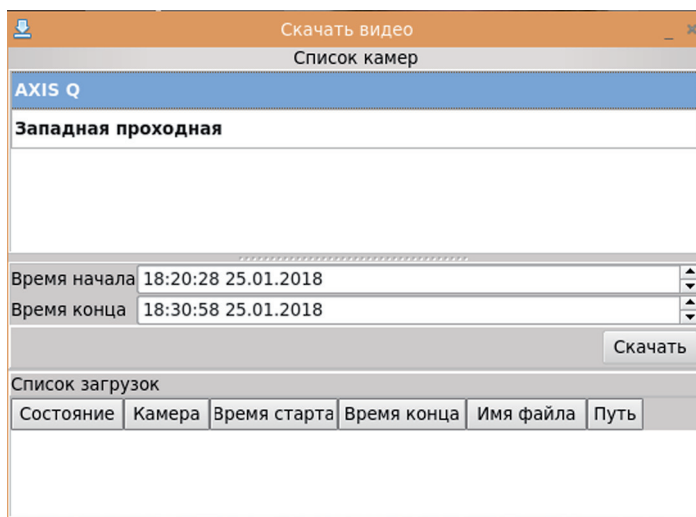 Скачать видео
Список камер
AXIS Q
Западная проходная
Время начала 18:20:28 25.01.2018
Время конца 18:30:58 25.01.2018
Скачать
Список загрузок
Состояние Камера Время старта Время конца Имя файла Путь